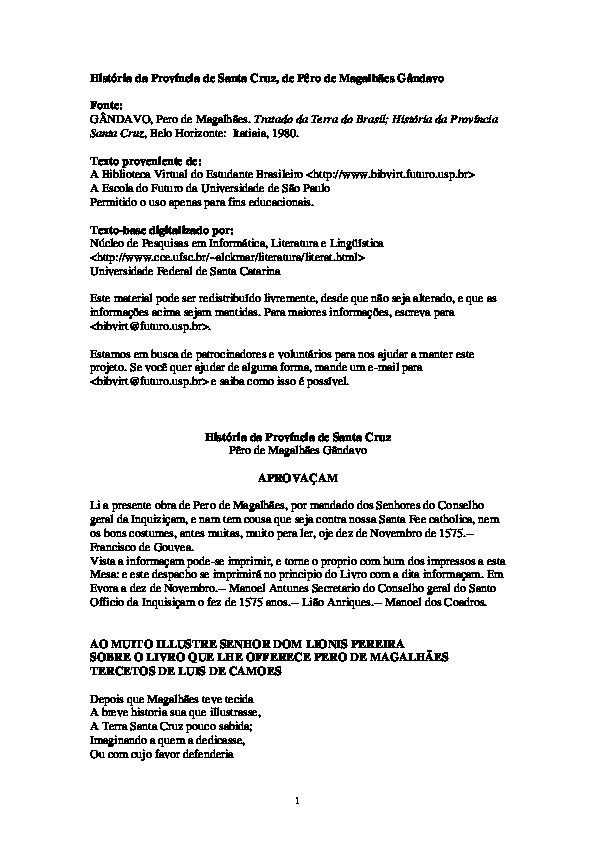 História da Província de Santa Cruz, de Pêro de Magalhães Gândavo
Fonte:
GÂNDAVO, Pero de Magalhães. Tratado da Terra do Brasil; História da Província
Santa Cruz, Belo Horizonte: Itatiaia, 1980.
Texto proveniente de:
A Biblioteca Virtual do Estudante Brasileiro <http://www.bibvirt.futuro.usp.br>
A Escola do Futuro da Universidade de São Paulo
Permitido o uso apenas para fins educacionais.
Texto-base digitalizado por:
Núcleo de Pesquisas em Informática, Literatura e Lingüística
<http://www.cce.ufsc.br/~alckmar/literatura/literat.html>
Universidade Federal de Santa Catarina
Este material pode ser redistribuído livremente, desde que não seja alterado, e que as
informações acima sejam mantidas. Para maiores informações, escreva para
<bibvirt@futuro.usp.br>.
Estamos em busca de patrocinadores e voluntários para nos ajudar a manter este
projeto. Se você quer ajudar de alguma forma, mande um e-mail para
<bibvirt@futuro.usp.br> e saiba como isso é possível.
História da Província de Santa Cruz
Pêro de Magalhães Gândavo
APROVAÇAM
Li a presente obra de Pero de Magalhães, por mandado dos Senhores do Conselho
geral da Inquiziçam, e nam tem cousa que seja contra nossa Santa Fee catholica, nem
os bons costumes, antes muitas, muito pera ler, oje dez de Novembro de 1575.—
Francisco de Gouvea.
Vista a informaçam pode-se imprimir, e torne o proprio com hum dos impressos a esta
Mesa: e este despacho se imprimirá no principio do Livro com a dita informaçam. Em
Evora a dez de Novembro.— Manoel Antunes Secretario do Conselho geral do Santo
Officio da Inquisiçam o fez de 1575 anos.— Lião Anriques.— Manoel dos Coadros.
AO MUITO ILLUSTRE SENHOR DOM LIONIS PEREIRA
SOBRE O LIVRO QUE LHE OFFERECE PERO DE MAGALHÃES
TERCETOS DE LUIS DE CAMOES
Depois que Magalhães teve tecida
A breve historia sua que illustrasse,
A Terra Santa Cruz pouco sabida;
Imaginando a quem a dedicasse,
Ou com cujo favor defenderia
1